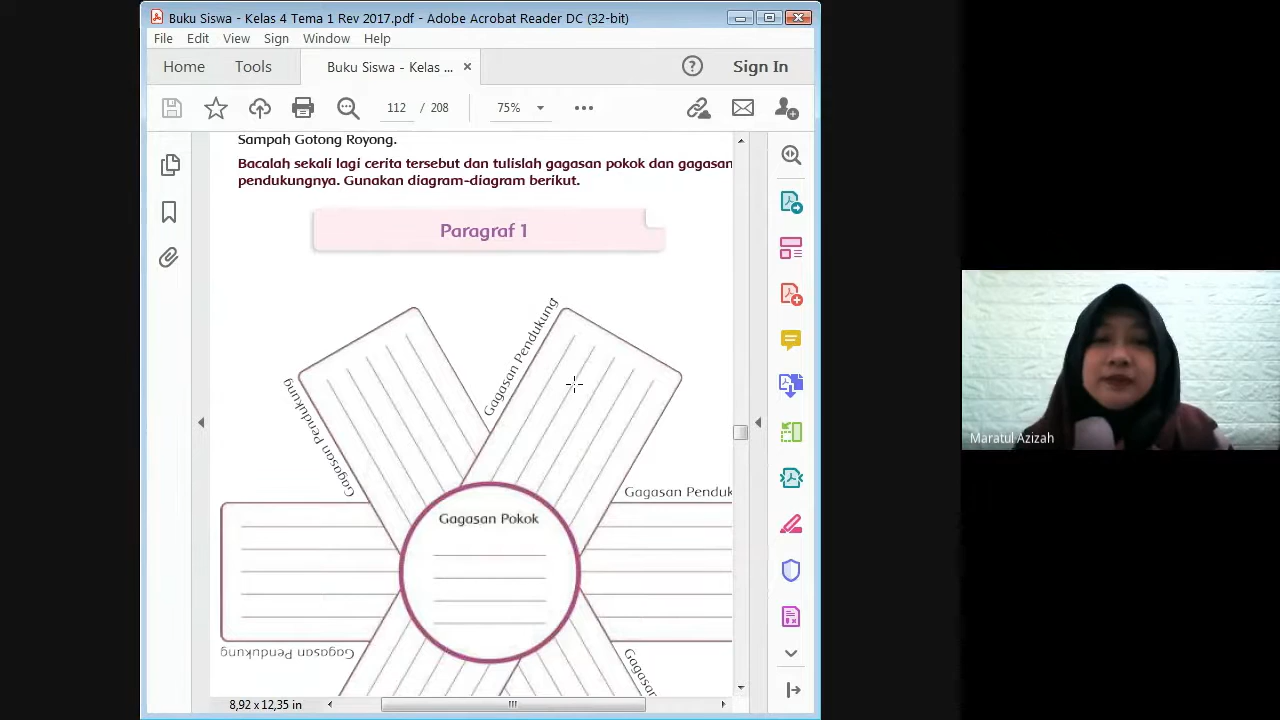 Buku Siswa - Kelas 4 Tema 1 Rev 2017.pdf - Adobe Acrobat Reader DC (32-bit)
File Edit View Sign Window Help
Home Tools Buku Siswa - Kelas ... × Sign In
112 / 208 75%
Sampah Gotong Royong.
Bacalah sekali lagi cerita tersebut dan tulislah gagasan pokok dan gagasan
pendukungnya. Gunakan diagram-diagram berikut.
Paragraf 1
Gagasan Pendukung
Gagasan Pendukung
Gagasan Penduk
Gagasan Pokok
Gagasan Pendukung
Gagasan
8,92 x 12,35 in
Maratul Azizah